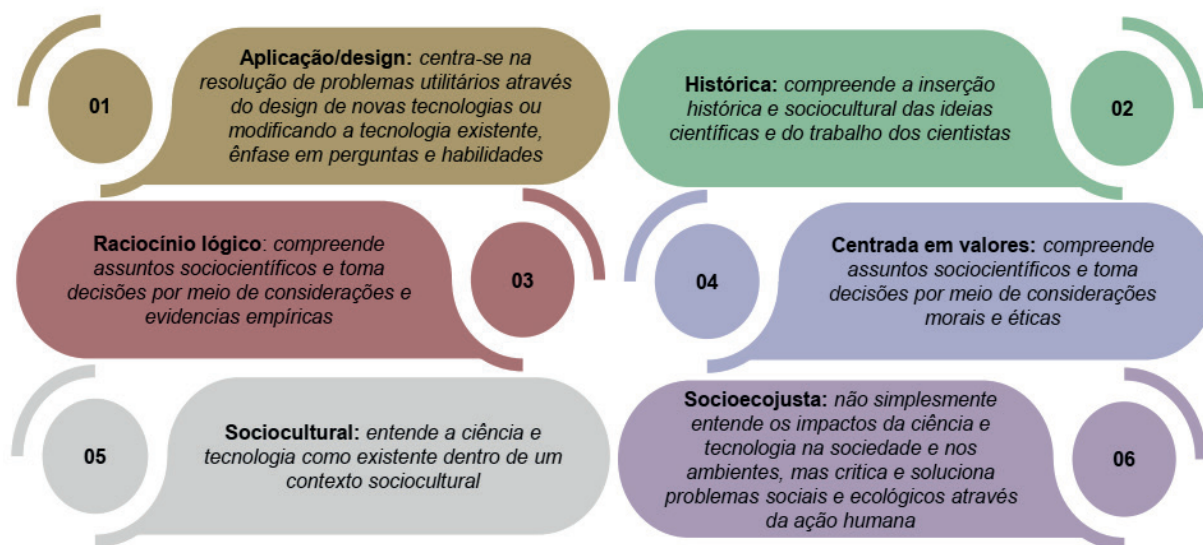 01
Aplicação/design: centra-se na
resolução de problemas utilitários através
do design de novas tecnologias ou
modificando a tecnologia existente,
ênfase em perguntas e habilidades
Histórica: compreende a inserção
histórica e sociocultural das ideias
científicas e do trabalho dos cientistas
02
Raciocínio lógico: compreende
assuntos sociocientíficos e toma
decisões por meio de considerações e
evidencias empíricas
03
04
Centrada em valores: compreende
assuntos sociocientíficos e toma
decisões por meio de considerações
morais e éticas
05
Sociocultural: entende a ciência e
tecnologia como existente dentro de um
contexto sociocultural
Socioecojusta: não simplesmente
entende os impactos da ciência e
tecnologia na sociedade e nos
ambientes, mas critica e soluciona
problemas sociais e ecológicos através
da ação humana
06